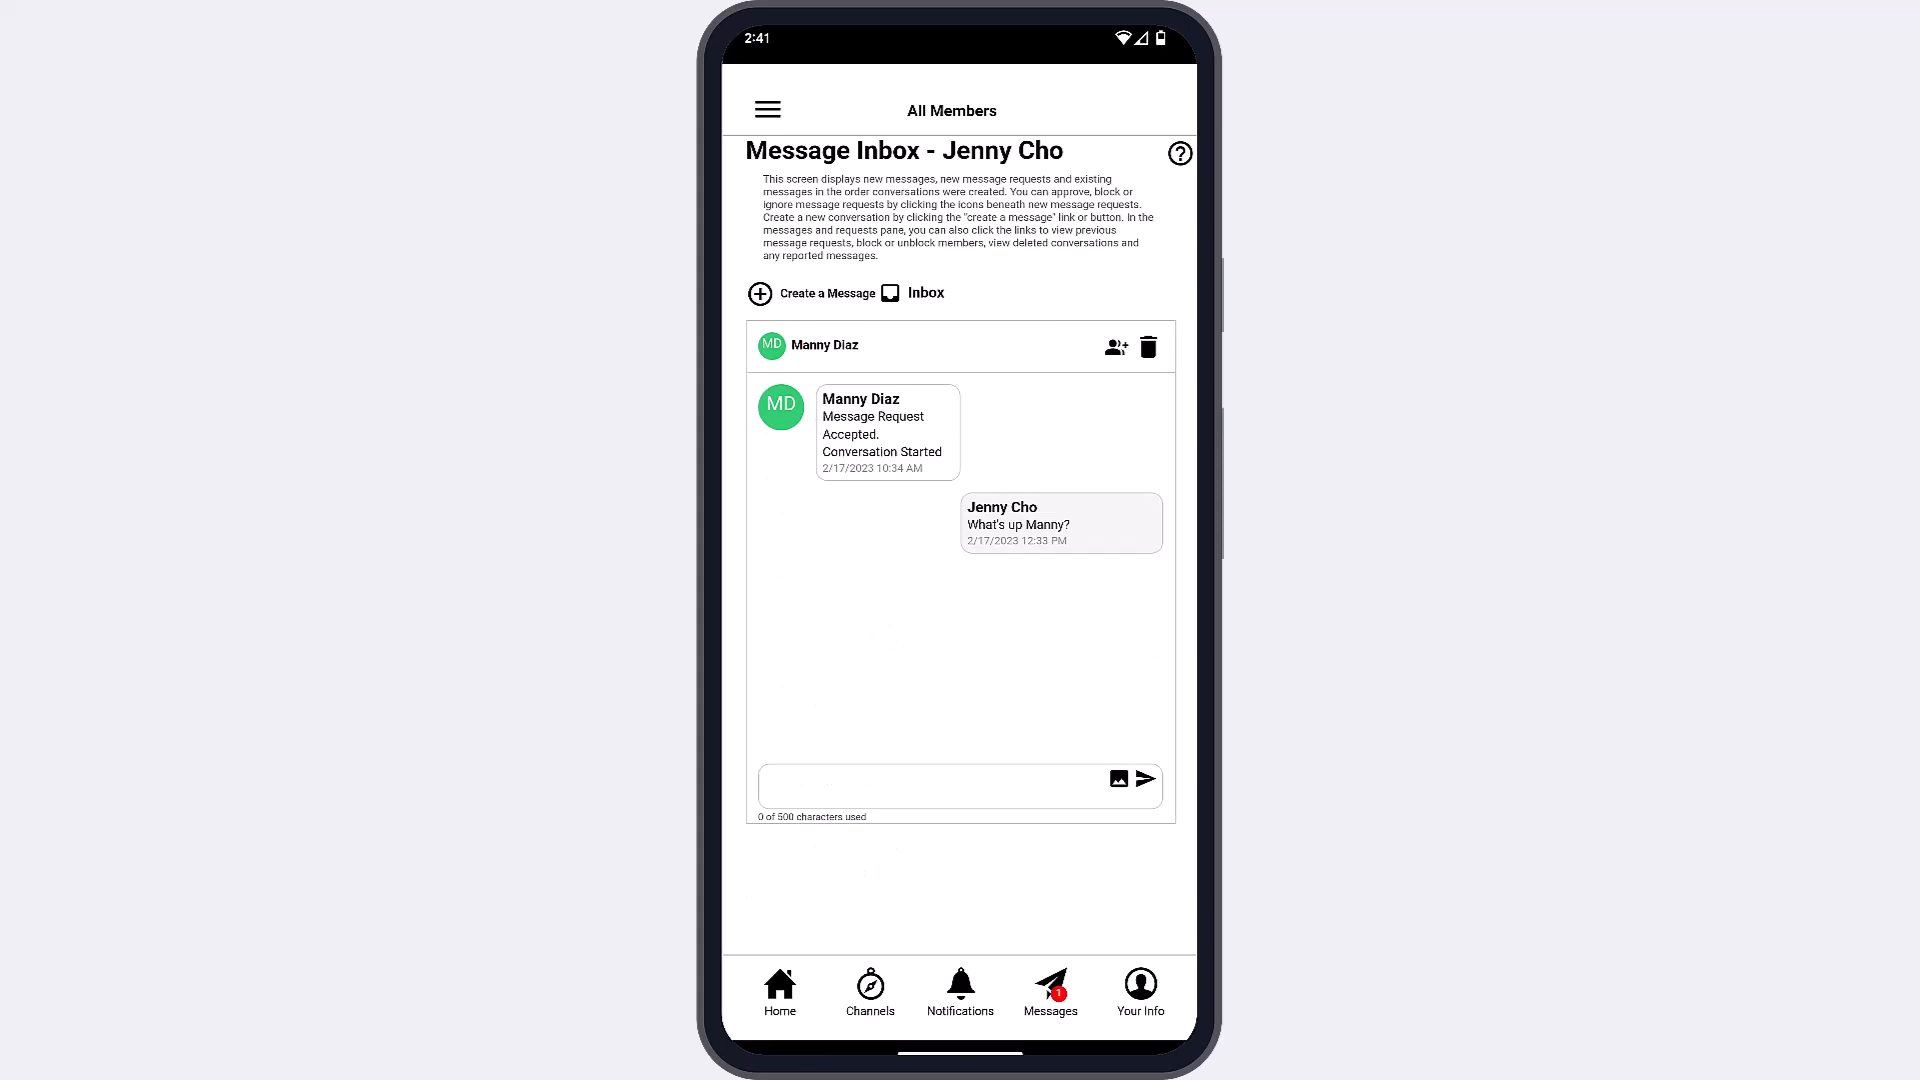 2:41
All Members
Message Inbox - Jenny Cho
This screen displays new messages, new message requests and existing
messages in the order conversations were created. You can approve, block or
ignore message requests by clicking the icons beneath new message requests.
Create a new conversation by clicking the "create a message" link or button. In the
messages and requests pane, you can also click the links to view previous
message requests, block or unblock members, view deleted conversations and
any reported messages.
Create a Message Inbox
MD Manny Diaz
MD
Manny Diaz
Message Request
Accepted.
Conversation Started
2/17/2023 10:34 AM
Jenny Cho
What's up Manny?
2/17/2023 12:33 PM
0 of 500 characters used
1
Home Channels Notifications Messages Your Info